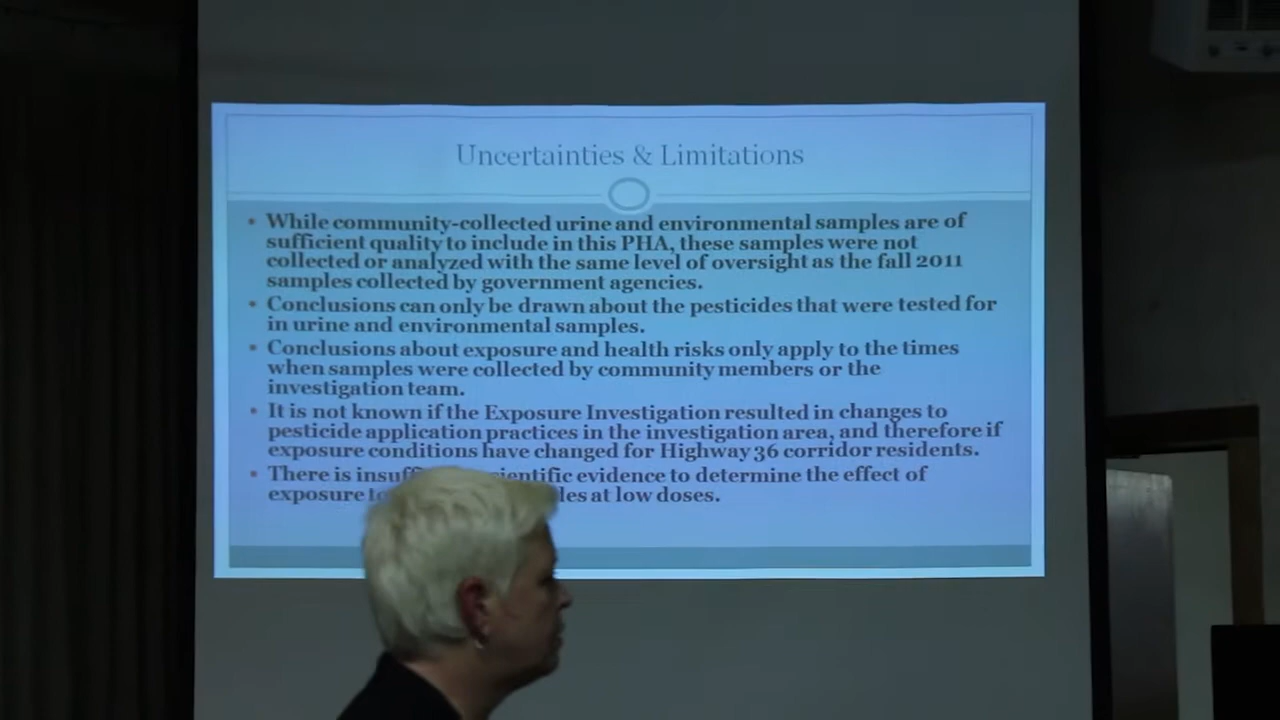 Uncertainties & Limitations
While community-collected urine and environmental samples are of
sufficient quality to include in this PHA, these samples were not
collected or analyzed with the same level of oversight as the fall 2011
samples collected by government agencies.
Conclusions can only be drawn about the pesticides that were tested for
in urine and environmental samples.
Conclusions about exposure and health risks only apply to the times
when samples were collected by community members or the
investigation team.
It is not known if the Exposure Investigation resulted in changes to
pesticide application practices in the investigation area, and therefore if
exposure conditions have changed for Highway 36 corridor residents.
There is evidence to determine the effect of
exposure at low doses.